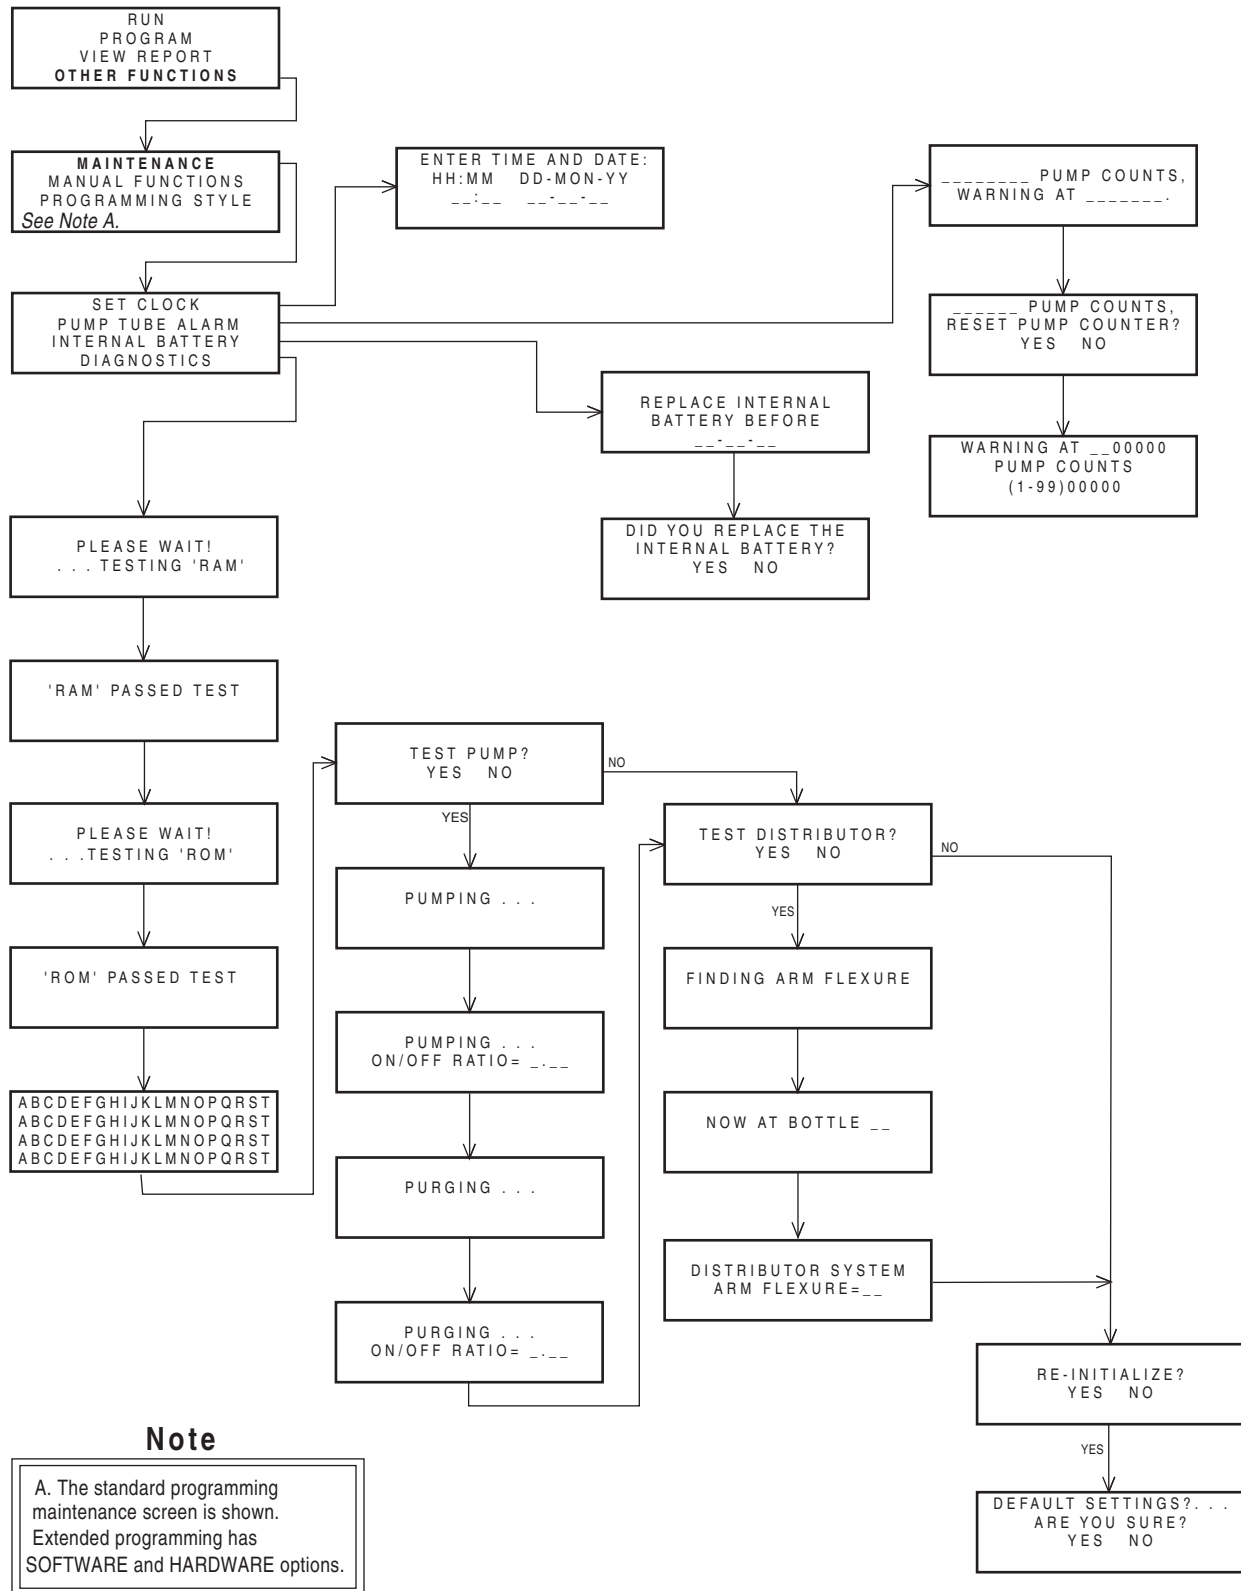 RUN
PROGRAM
VIEW REPORT
OTHER FUNCTIONS
MAINTENANCE
MANUAL FUNCTIONS
PROGRAMMING STYLE
See Note A.
ENTER TIME AND DATE:
HH:MM DD-MON-YY
__:__ __-__-__
________ PUMP COUNTS,
WARNING AT _______.
SET CLOCK
PUMP TUBE ALARM
INTERNAL BATTERY
DIAGNOSTICS
______ PUMP COUNTS,
RESET PUMP COUNTER?
YES NO
REPLACE INTERNAL
BATTERY BEFORE
__-__-__
WARNING AT __00000
PUMP COUNTS
(1-99)00000
DID YOU REPLACE THE
INTERNAL BATTERY?
YES NO
PLEASE WAIT!
. . . TESTING 'RAM'
'RAM' PASSED TEST
PLEASE WAIT!
. . .TESTING 'ROM'
'ROM' PASSED TEST
ABCDEFGHIJKLMNOPQRST
ABCDEFGHIJKLMNOPQRST
ABCDEFGHIJKLMNOPQRST
ABCDEFGHIJKLMNOPQRST
TEST PUMP?
YES NO
NO
YES
PUMPING . . .
PUMPING . . .
ON/OFF RATIO= _.__
PURGING . . .
PURGING . . .
ON/OFF RATIO= _.__
TEST DISTRIBUTOR?
YES NO
NO
YES
FINDING ARM FLEXURE
NOW AT BOTTLE __
DISTRIBUTOR SYSTEM
ARM FLEXURE=__
RE-INITIALIZE?
YES NO
YES
DEFAULT SETTINGS?. . .
ARE YOU SURE?
YES NO
Note
A. The standard programming
maintenance screen is shown.
Extended programming has
SOFTWARE and HARDWARE options.